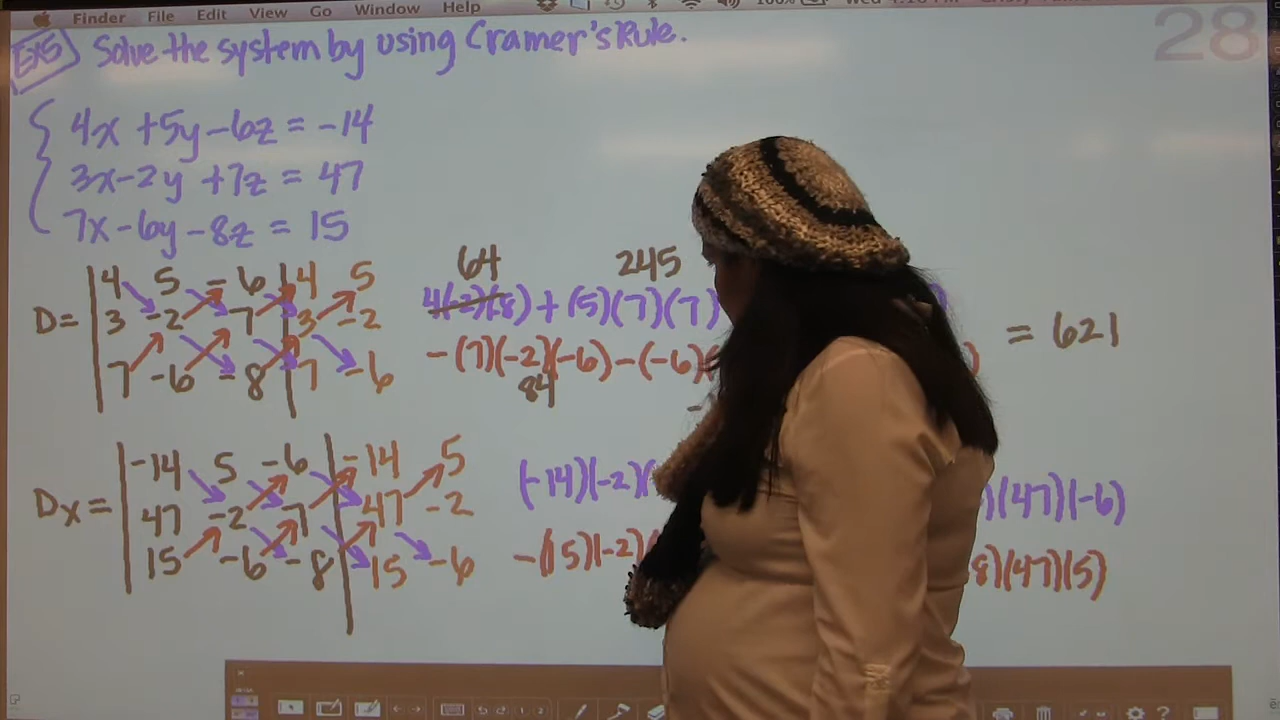 Finder File Edit View Go Window Help
28
EX5 Solve the system by using Cramer's Rule.
4x +5y -6z = -14
3x -2y +7z = 47
7x -6y -8z = 15
64 245
D= | 4 5 -6 | 4 5 4(-2)(-8) + (5)(7)(7)
3 -2 7 3 -2 = 621
7 -6 -8 7 -6 -(7)(-2)(-6) -(-6)
84
Dx = | -14 5 -6 | -14 5 (-14)(-2) (47)(-6)
47 -2 7 47 -2
15 -6 -8 15 -6 -(15)(-2) 8)(47)(5)